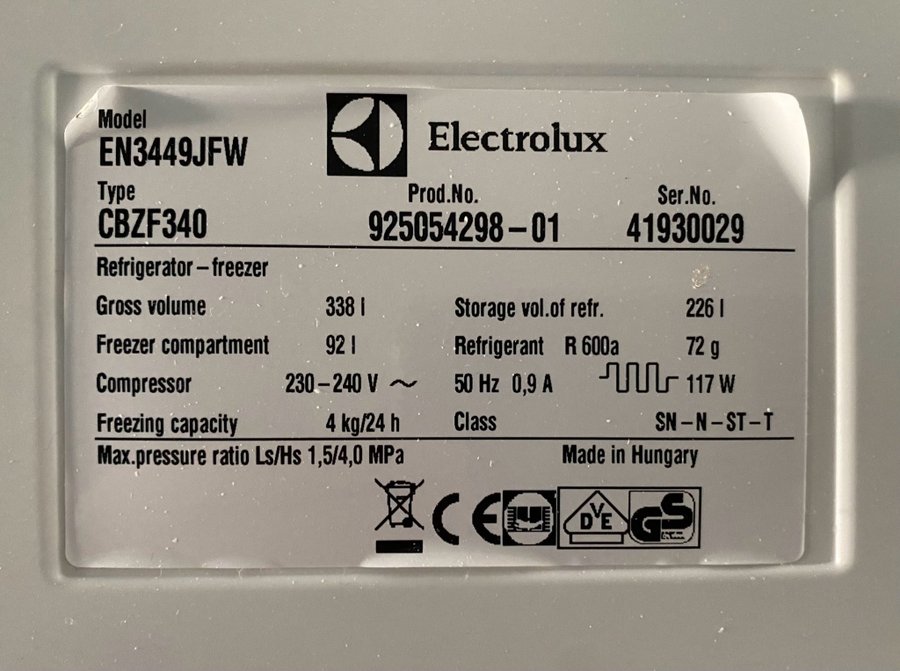 Model
EN3449JFW
Electrolux
Type
CBZF340
Prod.No.
925054298-01
Ser.No.
41930029
Refrigerator-freezer
Gross volume 338 l Storage vol.of refr. 226 l
Freezer compartment 92 l Refrigerant R 600a 72 g
Compressor 230-240 V ~ 50 Hz 0,9 A 117 W
Freezing capacity 4 kg/24 h Class SN-N-ST-T
Max.pressure ratio Ls/Hs 1,5/4,0 MPa Made in Hungary
CE DVE GS